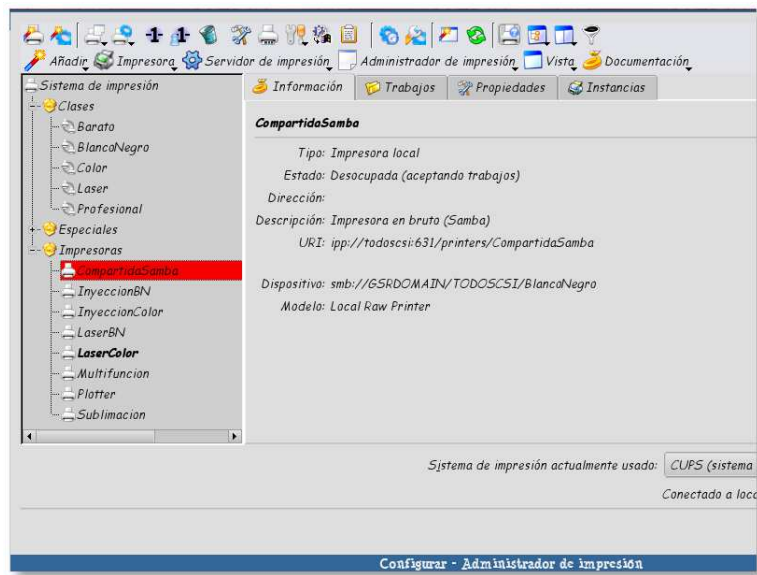 Añadir Impresora Servidor de impresión Administrador de impresión Vista Documentación
Sistema de impresión
Clases
Barato
BlancoNegro
Color
Laser
Profesional
Especiales
Impresoras
CompartidaSamba
InyeccionBN
InyeccionColor
LaserBN
LaserColor
Multifuncion
Plotter
Sublimacion
Información Trabajos Propiedades Instancias
CompartidaSamba
Tipo: Impresora local
Estado: Desocupada (aceptando trabajos)
Dirección:
Descripción: Impresora en bruto (Samba)
URI: ipp://todoscsi:631/printers/CompartidaSamba
Dispositivo: smb://GSRDOMAIN/TODOSCSI/BlancoNegro
Modelo: Local Raw Printer
Sistema de impresión actualmente usado: CUPS (sistema
Conectado a loca
Configurar - Administrador de impresión